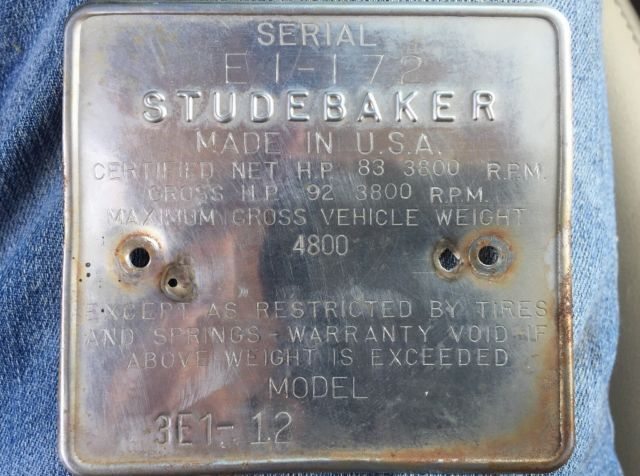 SERIAL
E1-172
STUDEBAKER
MADE IN U.S.A.
CERTIFIED NET H.P. 83 3800 R.P.M.
GROSS H.P. 92 3800 R.P.M.
MAXIMUM GROSS VEHICLE WEIGHT
4800
EXCEPT AS RESTRICTED BY TIRES
AND SPRINGS - WARRANTY VOID IF
ABOVE WEIGHT IS EXCEEDED
MODEL
3E1-12